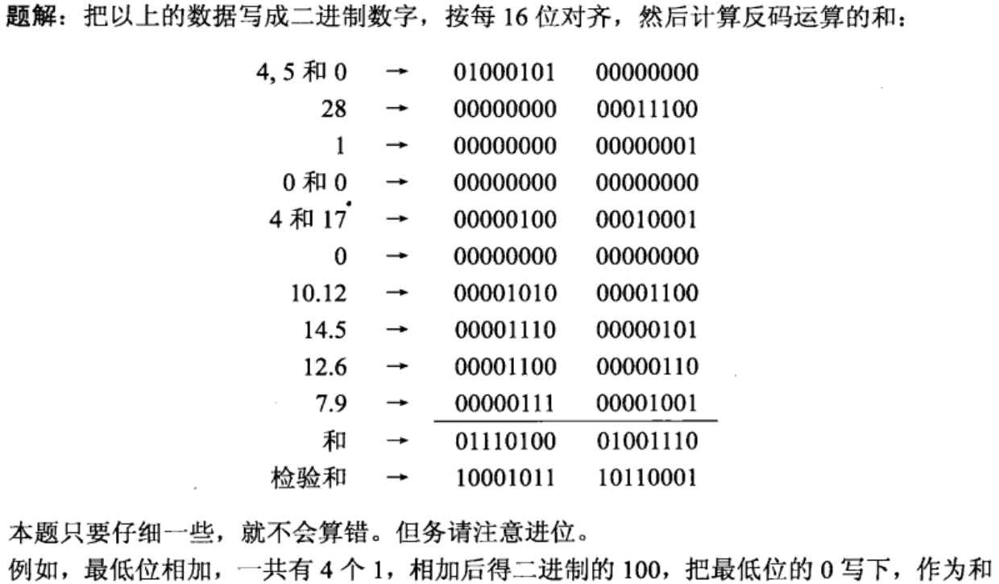 题解：把以上的数据写成二进制数字，按每 16 位对齐，然后计算反码运算的和：
4, 5 和 0 → 01000101 00000000
28 → 00000000 00011100
1 → 00000000 00000001
0 和 0 → 00000000 00000000
4 和 17 → 00000100 00010001
0 → 00000000 00000000
10.12 → 00001010 00001100
14.5 → 00001110 00000101
12.6 → 00001100 00000110
7.9 → 00000111 00001001
和 → 01110100 01001110
检验和 → 10001011 10110001
本题只要仔细一些，就不会算错。但务请注意进位。
例如，最低位相加，一共有 4 个 1，相加后得二进制的 100，把最低位的 0 写下，作为和